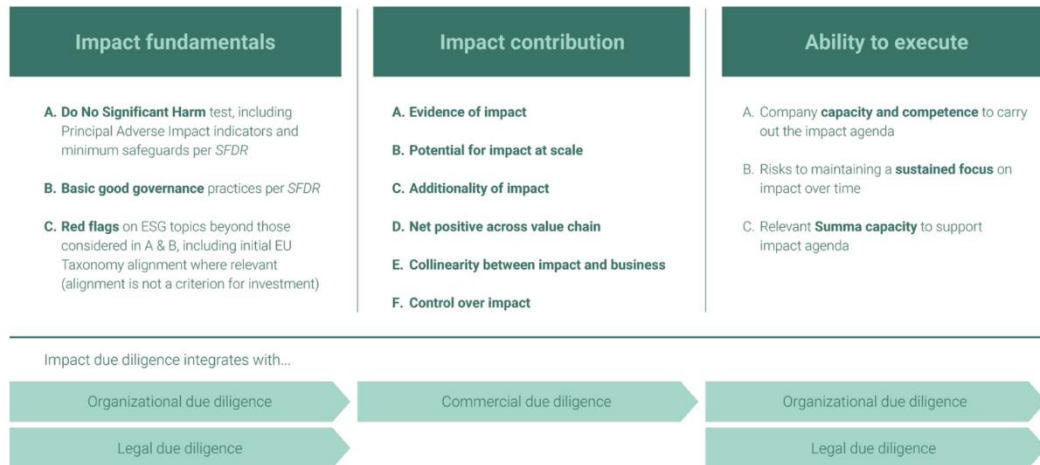 Impact fundamentals
A. Do No Significant Harm test, including
Principal Adverse Impact indicators and
minimum safeguards per SFDR
B. Basic good governance practices per SFDR
C. Red flags on ESG topics beyond those
considered in A & B, including initial EU
Taxonomy alignment where relevant
(alignment is not a criterion for investment)
Impact contribution
A. Evidence of impact
B. Potential for impact at scale
C. Additionality of impact
D. Net positive across value chain
E. Collinearity between impact and business
F. Control over impact
Ability to execute
A. Company capacity and competence to carry
out the impact agenda
B. Risks to maintaining a sustained focus on
impact over time
C. Relevant Summa capacity to support
impact agenda
Impact due diligence integrates with...
Organizational due diligence
Commercial due diligence
Organizational due diligence
Legal due diligence
Legal due diligence